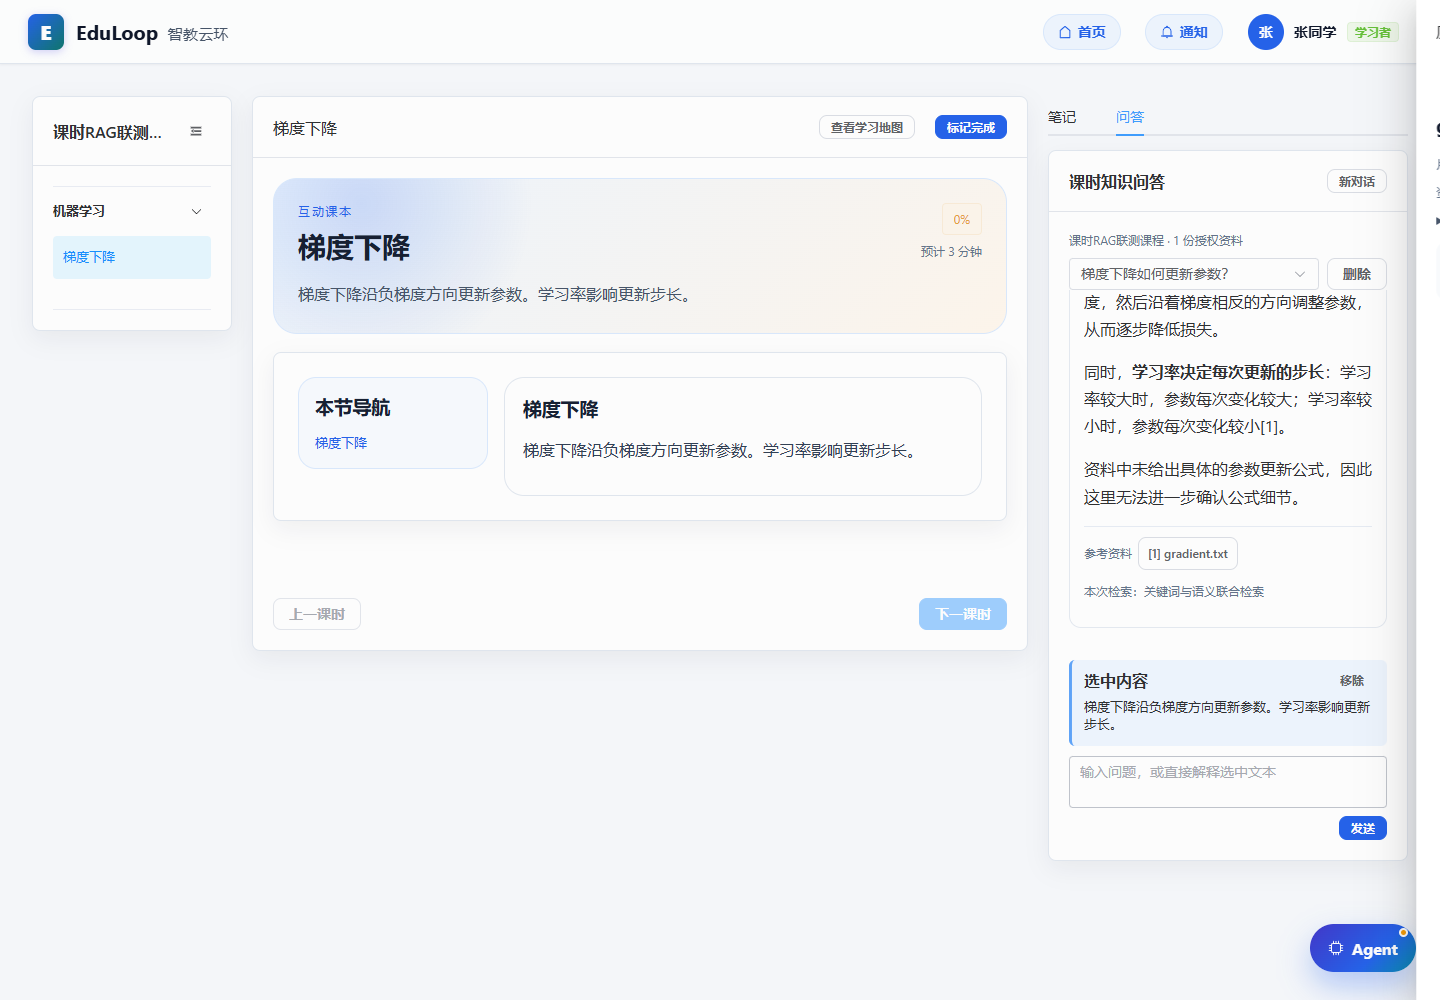 E
EduLoop 智教云环
首页
通知
张
张同学
学习者
课时RAG联测...
机器学习
梯度下降
梯度下降
查看学习地图
标记完成
互动课本
0%
梯度下降
预计 3 分钟
梯度下降沿负梯度方向更新参数。学习率影响更新步长。
本节导航
梯度下降
梯度下降
梯度下降沿负梯度方向更新参数。学习率影响更新步长。
上一课时
下一课时
笔记
问答
课时知识问答
新对话
课时RAG联测课程 · 1 份授权资料
梯度下降如何更新参数?
删除
度，然后沿着梯度相反的方向调整参数，
从而逐步降低损失。
同时，学习率决定每次更新的步长：学习
率较大时，参数每次变化较大；学习率较
小时，参数每次变化较小[1]。
资料中未给出具体的参数更新公式，因此
这里无法进一步确认公式细节。
参考资料
[1] gradient.txt
本次检索：关键词与语义联合检索
选中内容
移除
梯度下降沿负梯度方向更新参数。学习率影响更新
步长。
输入问题，或直接解释选中文本
发送
Agent